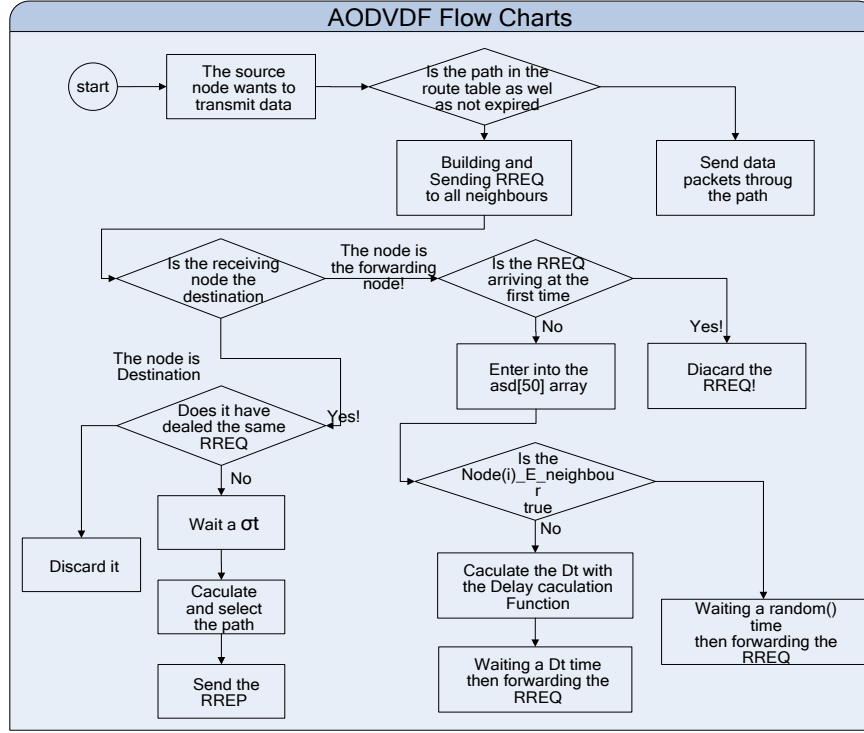 AODVDF Flow Charts
start
The source
node wants to
transmit data
Is the path in the
route table as wel
as not expired
Building and
Sending RREQ
to all neighbours
Send data
packets throug
the path
Is the receiving
node the
destination
The node is
the forwarding
node!
Is the RREQ
arriving at the
first time
No
Yes!
Enter into the
asd[50] array
Diacard the
RREQ!
The node is
Destination
Does it have
dealed the same
RREQ
Yes!
No
Is the
Node(i)_E_neighbou
r
true
No
Wait a σt
Discard it
Caculate
and select
the path
Send the
RREP
Caculate the Dt with
the Delay caculation
Function
Waiting a Dt time
then forwarding the
RREQ
Waiting a random()
time
then forwarding the
RREQ